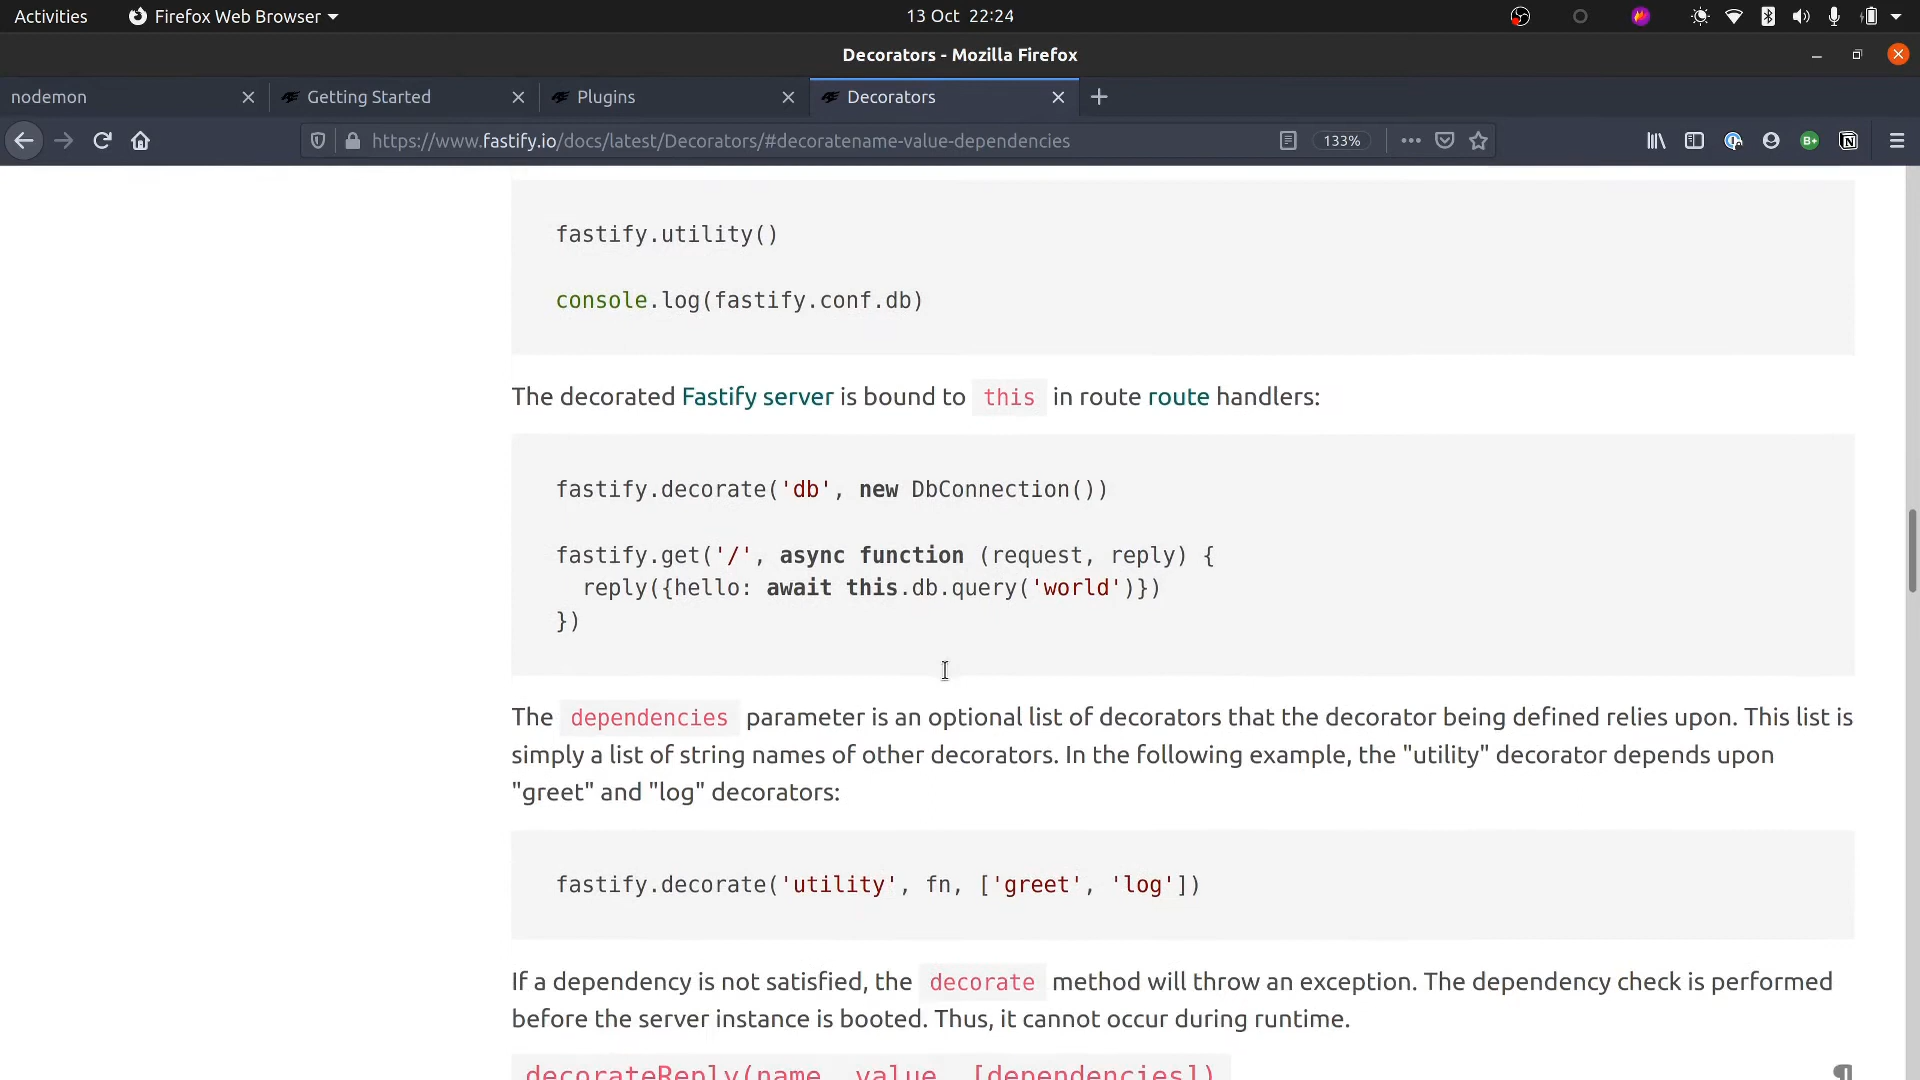 Activities
Firefox Web Browser
13 Oct 22:24
Decorators - Mozilla Firefox
nodemon
Getting Started
Plugins
Decorators
https://www.fastify.io/docs/latest/Decorators/#decoratename-value-dependencies
133%
B+
fastify.utility()
console.log(fastify.conf.db)
The decorated Fastify server is bound to this in route route handlers:
fastify.decorate('db', new DbConnection())
fastify.get('/', async function (request, reply) {
reply({hello: await this.db.query('world')})
})
The dependencies parameter is an optional list of decorators that the decorator being defined relies upon. This list is
simply a list of string names of other decorators. In the following example, the "utility" decorator depends upon
"greet" and "log" decorators:
fastify.decorate('utility', fn, ['greet', 'log'])
If a dependency is not satisfied, the decorate method will throw an exception. The dependency check is performed
before the server instance is booted. Thus, it cannot occur during runtime.
decorateReply(name, value, [dependencies])
¶